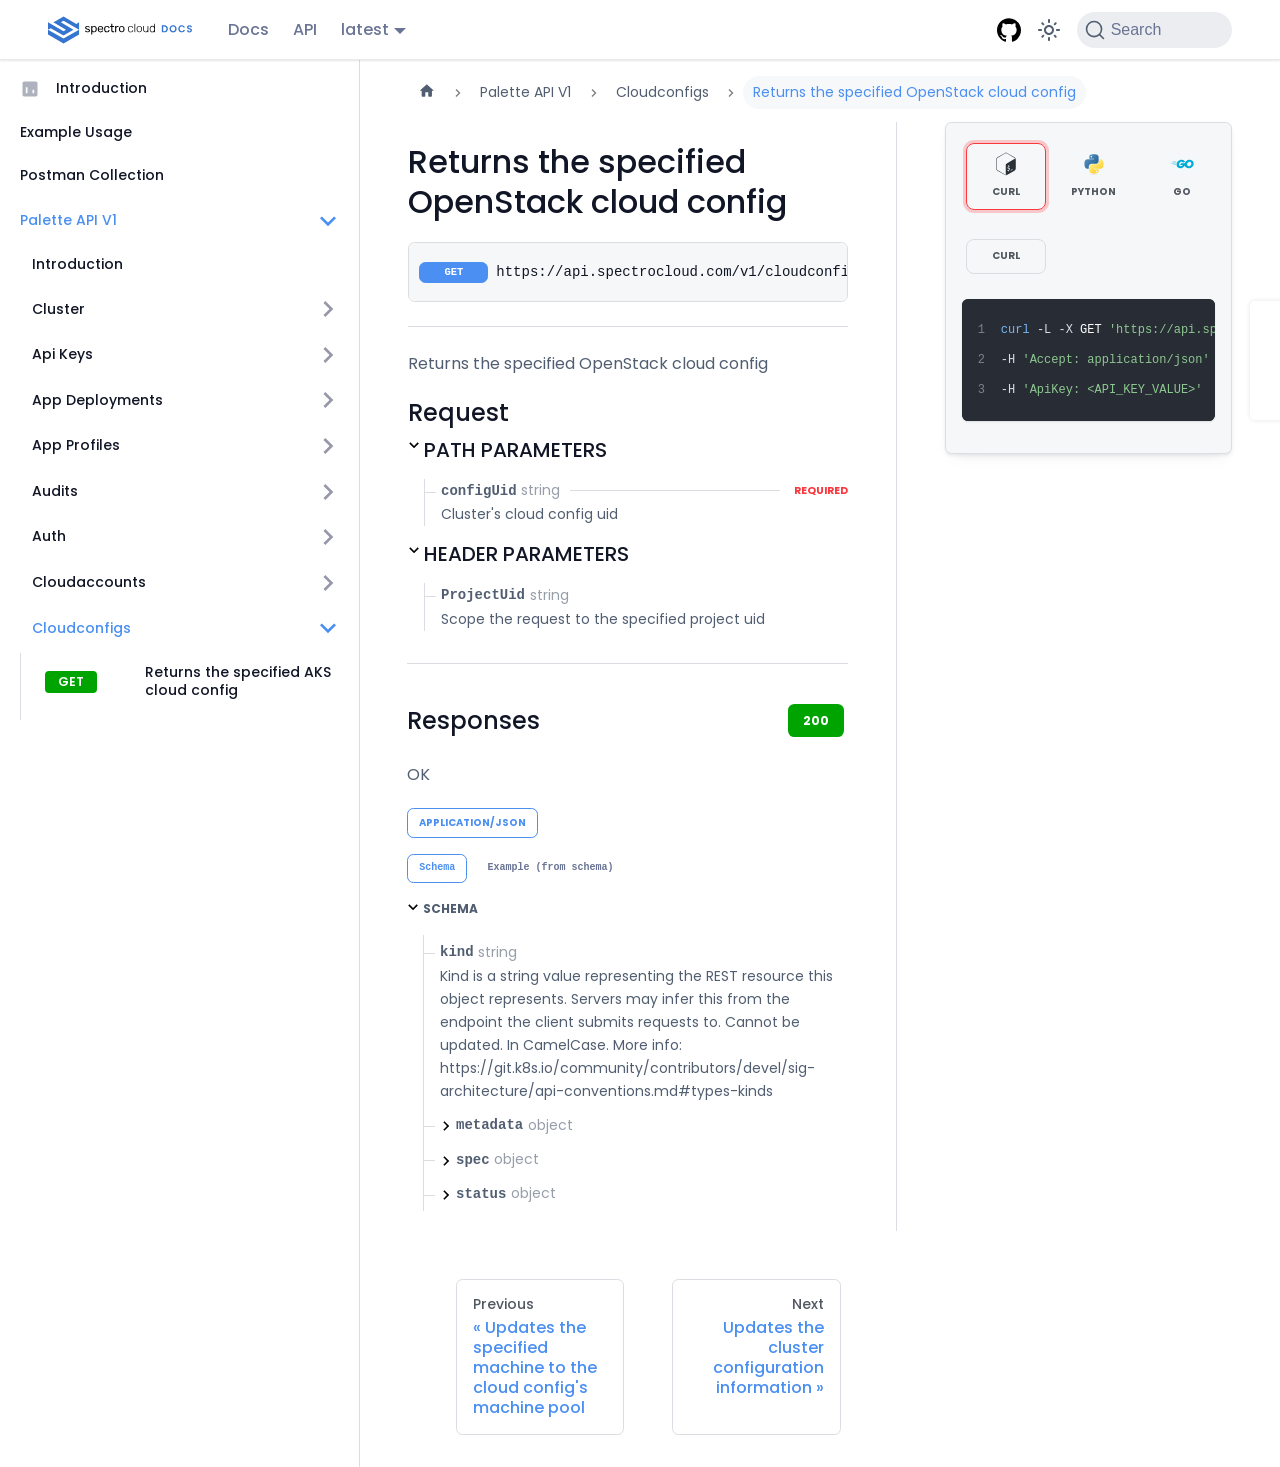 spectro cloud DOCS Docs API latest Search
Introduction
Example Usage
Postman Collection
Palette API V1
Introduction
Cluster
Api Keys
App Deployments
App Profiles
Audits
Auth
Cloudaccounts
Cloudconfigs
GET Returns the specified AKS
cloud config
Palette API V1 Cloudconfigs Returns the specified OpenStack cloud config
Returns the specified
OpenStack cloud config
GET https://api.spectrocloud.com/v1/cloudconfi
Returns the specified OpenStack cloud config
Request
PATH PARAMETERS
configUid string REQUIRED
Cluster's cloud config uid
HEADER PARAMETERS
ProjectUid string
Scope the request to the specified project uid
Responses 200
OK
APPLICATION/JSON
Schema Example (from schema)
SCHEMA
kind string
Kind is a string value representing the REST resource this
object represents. Servers may infer this from the
endpoint the client submits requests to. Cannot be
updated. In CamelCase. More info:
https://git.k8s.io/community/contributors/devel/sig-
architecture/api-conventions.md#types-kinds
metadata object
spec object
status object
CURL PYTHON GO
CURL
1 curl -L -X GET 'https://api.sp
2 -H 'Accept: application/json'
3 -H 'ApiKey: <API_KEY_VALUE>'
Previous
« Updates the
specified
machine to the
cloud config's
machine pool
Next
Updates the
cluster
configuration
information »